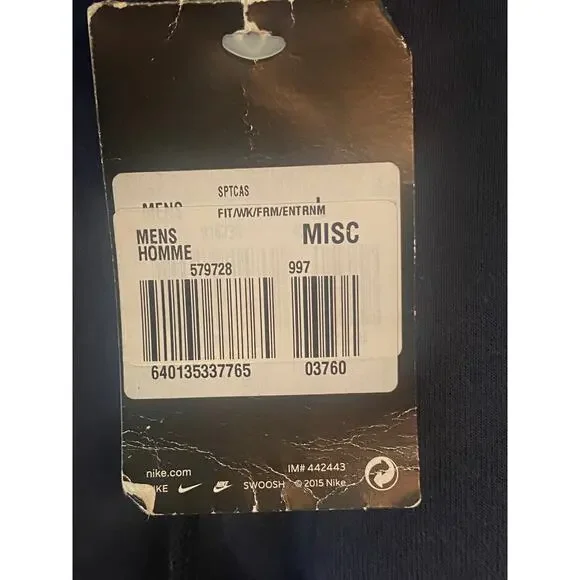 SPTCAS
MENS
FIT/WK/FRM/ENTRNM
MENS
HOMME
MISC
579728 997
640135337765 03760
nike.com
IM# 442443
SWOOSH © 2015 Nike